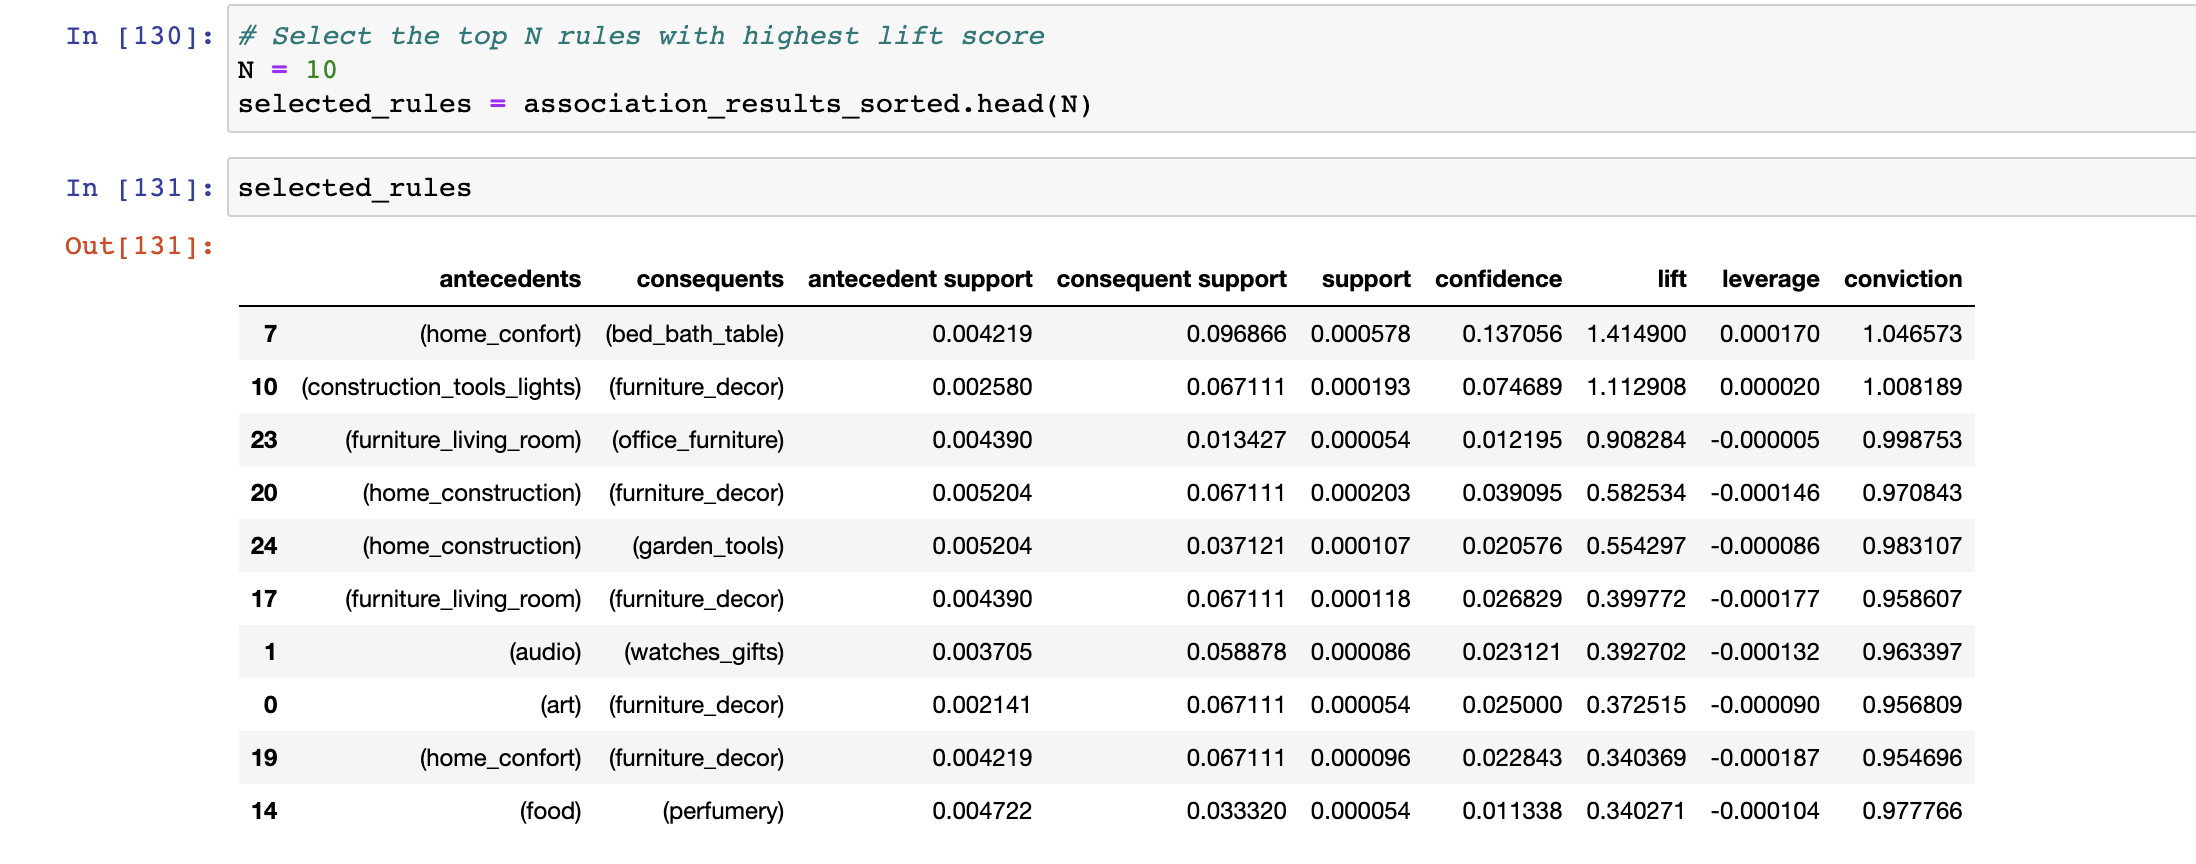 In [130]: # Select the top N rules with highest lift score
N = 10
selected_rules = association_results_sorted.head(N)
In [131]: selected_rules
Out[131]:
antecedents consequents antecedent support consequent support support confidence lift leverage conviction
7 (home_confort) (bed_bath_table) 0.004219 0.096866 0.000578 0.137056 1.414900 0.000170 1.046573
10 (construction_tools_lights) (furniture_decor) 0.002580 0.067111 0.000193 0.074689 1.112908 0.000020 1.008189
23 (furniture_living_room) (office_furniture) 0.004390 0.013427 0.000054 0.012195 0.908284 -0.000005 0.998753
20 (home_construction) (furniture_decor) 0.005204 0.067111 0.000203 0.039095 0.582534 -0.000146 0.970843
24 (home_construction) (garden_tools) 0.005204 0.037121 0.000107 0.020576 0.554297 -0.000086 0.983107
17 (furniture_living_room) (furniture_decor) 0.004390 0.067111 0.000118 0.026829 0.399772 -0.000177 0.958607
1 (audio) (watches_gifts) 0.003705 0.058878 0.000086 0.023121 0.392702 -0.000132 0.963397
0 (art) (furniture_decor) 0.002141 0.067111 0.000054 0.025000 0.372515 -0.000090 0.956809
19 (home_confort) (furniture_decor) 0.004219 0.067111 0.000096 0.022843 0.340369 -0.000187 0.954696
14 (food) (perfumery) 0.004722 0.033320 0.000054 0.011338 0.340271 -0.000104 0.977766